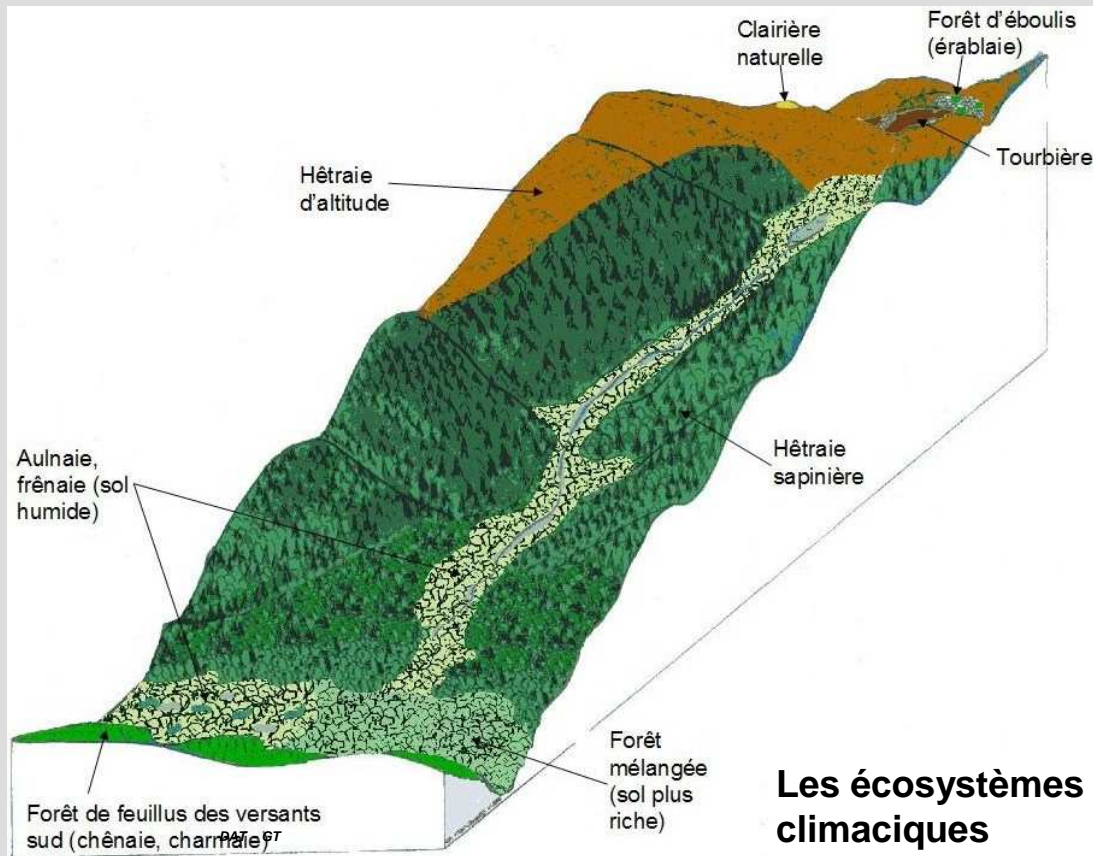 Clairière
naturelle
Forêt d’éboulis
(érablaie)
Tourbière
Hêtraie
d’altitude
Hêtraie
sapinière
Aulnaie,
frênaie (sol
humide)
Forêt
mélangée
(sol plus
riche)
Forêt de feuillus des versants
sud (chênaie, charmaie)
Les écosystèmes
climaciques